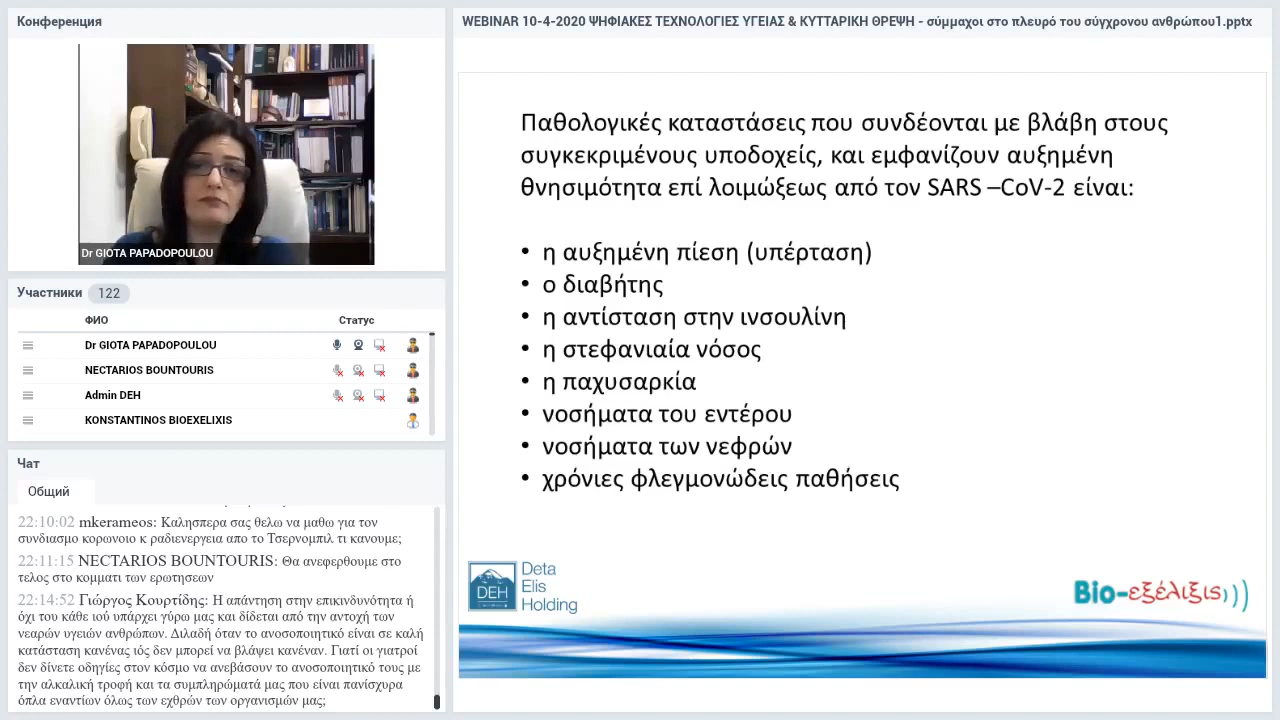 Конференция
Dr GIOTA PAPADOPOULOU
Участники 122
ФИО Статус
Dr GIOTA PAPADOPOULOU
NECTARIOS BOUNTOURIS
Admin DEH
KONSTANTINOS BIOEXELIXIS
Чат
Общий
22:10:02 mkerameos: Καλησπερα σας θελω να μαθω για τον
συνδιασμο κορωνοιο κ ραδιενεργεια απο το Τσερνομπιλ τι κανουμε;
22:11:15 NECTARIOS BOUNTOURIS: Θα ανεφερθουμε στο
τελος στο κομματι των ερωτησεων
22:14:52 Γιώργος Κουρτίδης: Η απάντηση στην επικινδυνότητα ή
όχι του κάθε ιού υπάρχει γύρω μας και δίδεται από την αντοχή των
νεαρών υγειών ανθρώπων. Διλαδή όταν το ανοσοποιητικό είναι σε καλή
κατάσταση κανένας ιός δεν μπορεί να βλάψει κανέναν. Γιατί οι γιατροί
δεν δίνετε οδηγίες στον κόσμο να ανεβάσουν το ανοσοποιητικό τους με
την αλκαλική τροφή και τα συμπληρώματά μας που είναι πανίσχυρα
όπλα εναντίων όλως των εχθρών των οργανισμών μας;
WEBINAR 10-4-2020 ΨΗΦΙΑΚΕΣ ΤΕΧΝΟΛΟΓΙΕΣ ΥΓΕΙΑΣ & ΚΥΤΤΑΡΙΚΗ ΘΡΕΨΗ - σύμμαχοι στο πλευρό του σύγχρονου ανθρώπου1.pptx
Παθολογικές καταστάσεις που συνδέονται με βλάβη στους
συγκεκριμένους υποδοχείς, και εμφανίζουν αυξημένη
θνησιμότητα επί λοιμώξεως από τον SARS –CoV-2 είναι:
• η αυξημένη πίεση (υπέρταση)
• ο διαβήτης
• η αντίσταση στην ινσουλίνη
• η στεφανιαία νόσος
• η παχυσαρκία
• νοσήματα του εντέρου
• νοσήματα των νεφρών
• χρόνιες φλεγμονώδεις παθήσεις
DEH
Deta
Elis
Holding
Bio-εξέλιξις